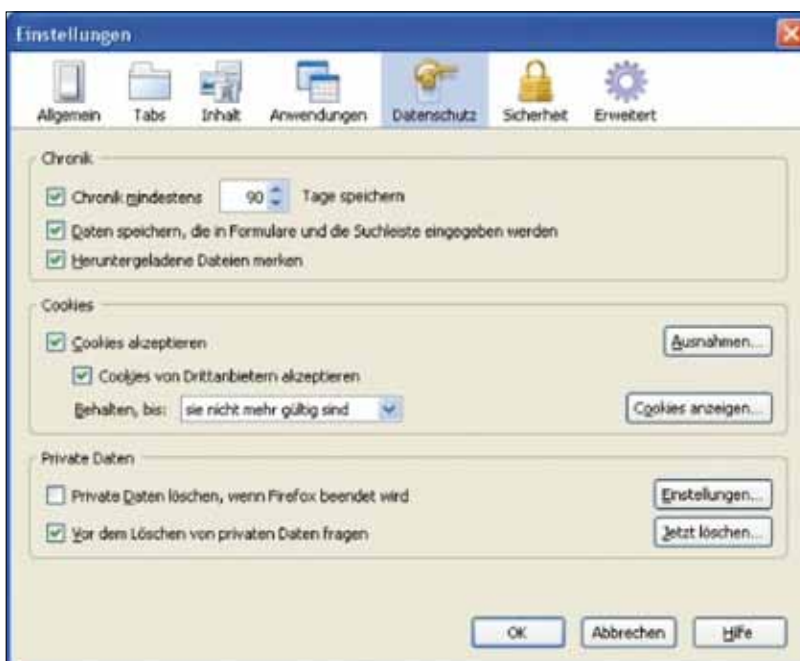 Einstellungen
Allgemein Tabs Inhalt Anwendungen Datenschutz Sicherheit Erweitert
Chronik
Chronik mindestens 90 Tage speichern
Daten speichern, die in Formulare und die Suchleiste eingegeben werden
Heruntergeladene Dateien merken
Cookies
Cookies akzeptieren Ausnahmen...
Cookies von Drittanbietern akzeptieren
Behalten, bis: sie nicht mehr gültig sind Cookies anzeigen...
Private Daten
Private Daten löschen, wenn Firefox beendet wird Einstellungen...
Vor dem Löschen von privaten Daten fragen Jetzt löschen...
OK Abbrechen Hilfe